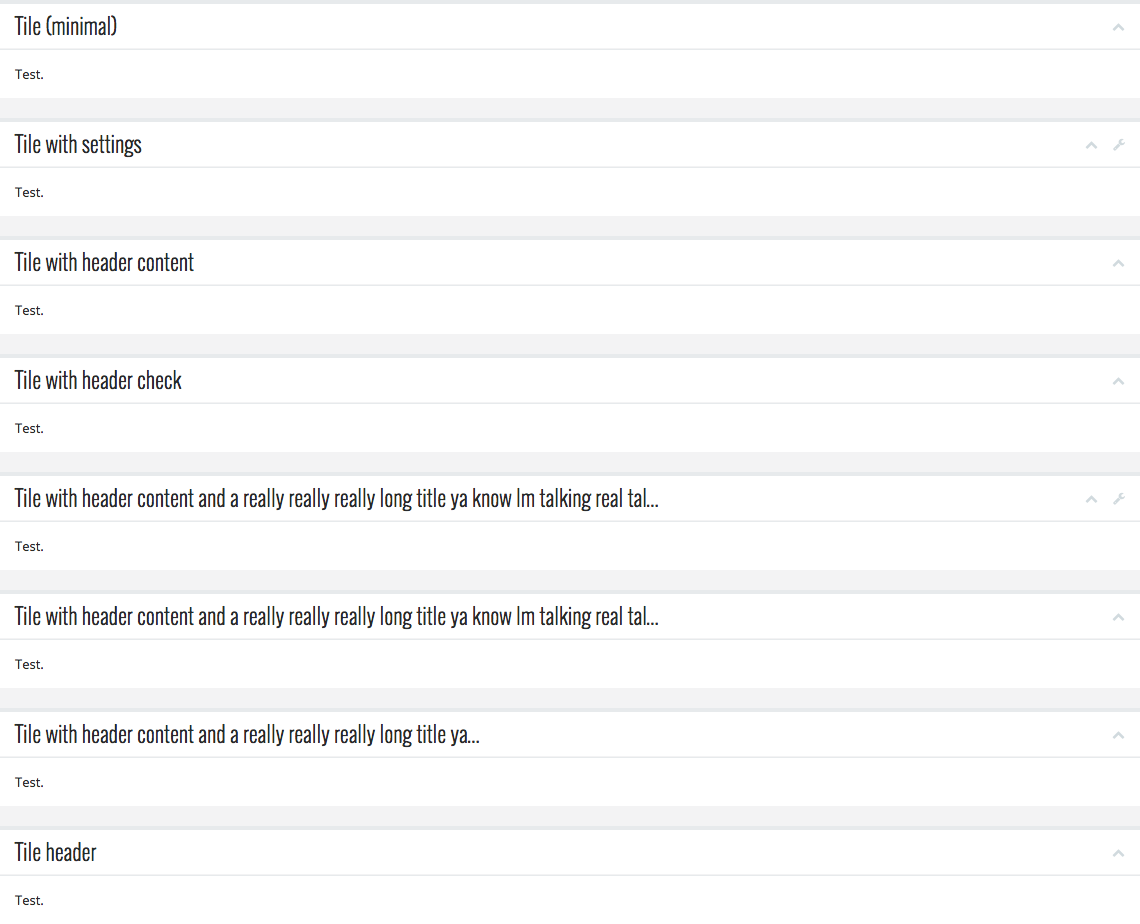 Tile (minimal)
Test.
Tile with settings
Test.
Tile with header content
Test.
Tile with header check
Test.
Tile with header content and a really really really long title ya know Im talking real tal...
Test.
Tile with header content and a really really really long title ya know Im talking real tal...
Test.
Tile with header content and a really really really long title ya...
Test.
Tile header
Test.